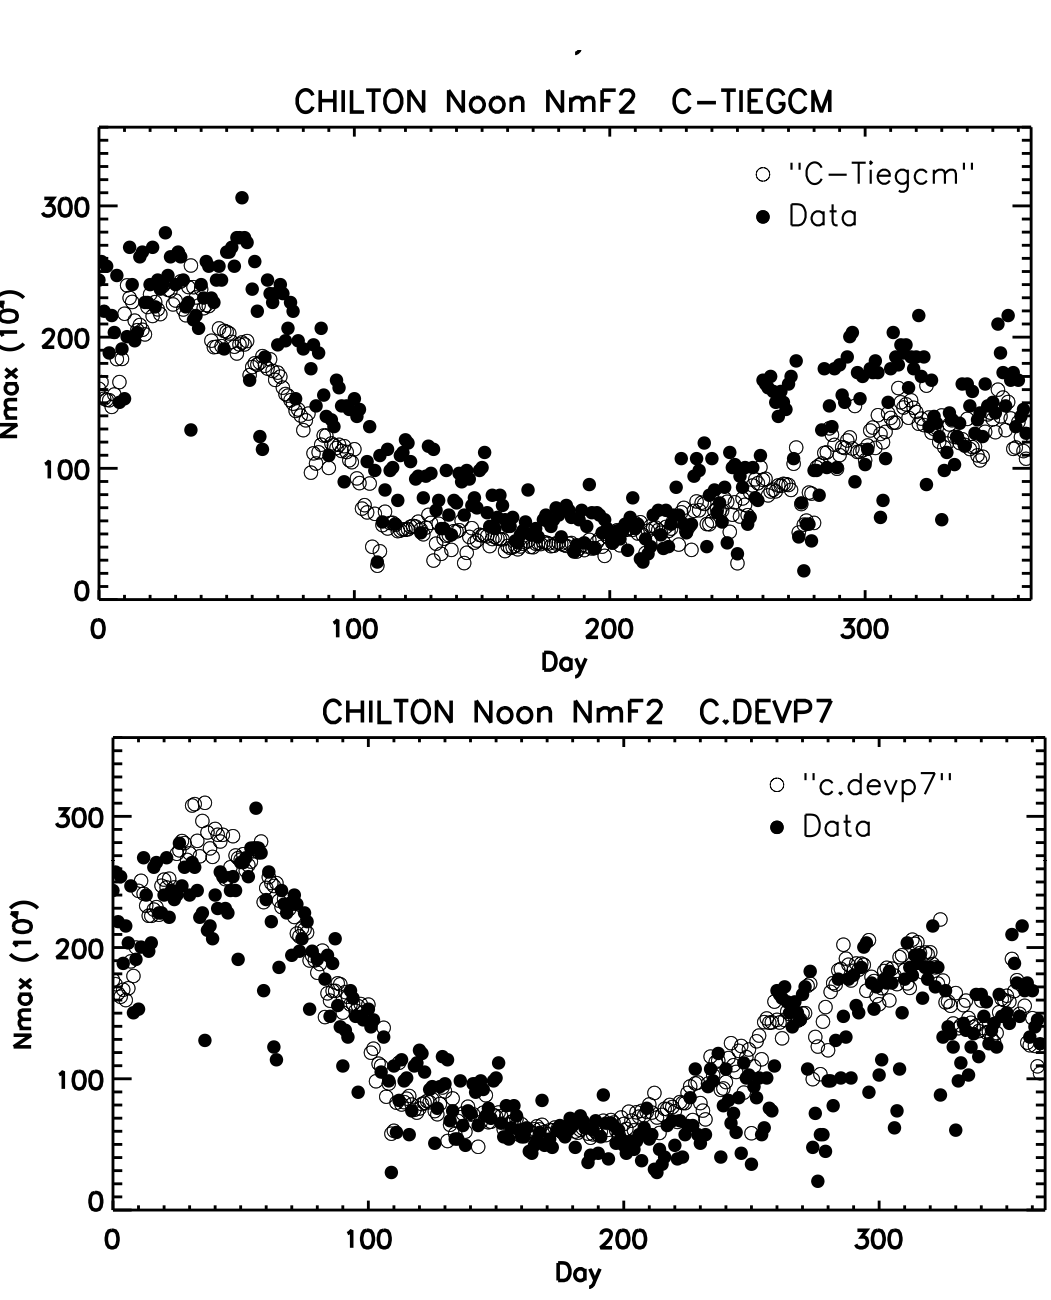 CHILTON Noon NmF2 C-TIEGCM
"C-Tiegcm"
Data
300
200
100
0
Nmax (10⁴)
0 100 200 300
Day
CHILTON Noon NmF2 C.DEVP7
"c.devp7"
Data
300
200
100
0
Nmax (10⁴)
0 100 200 300
Day